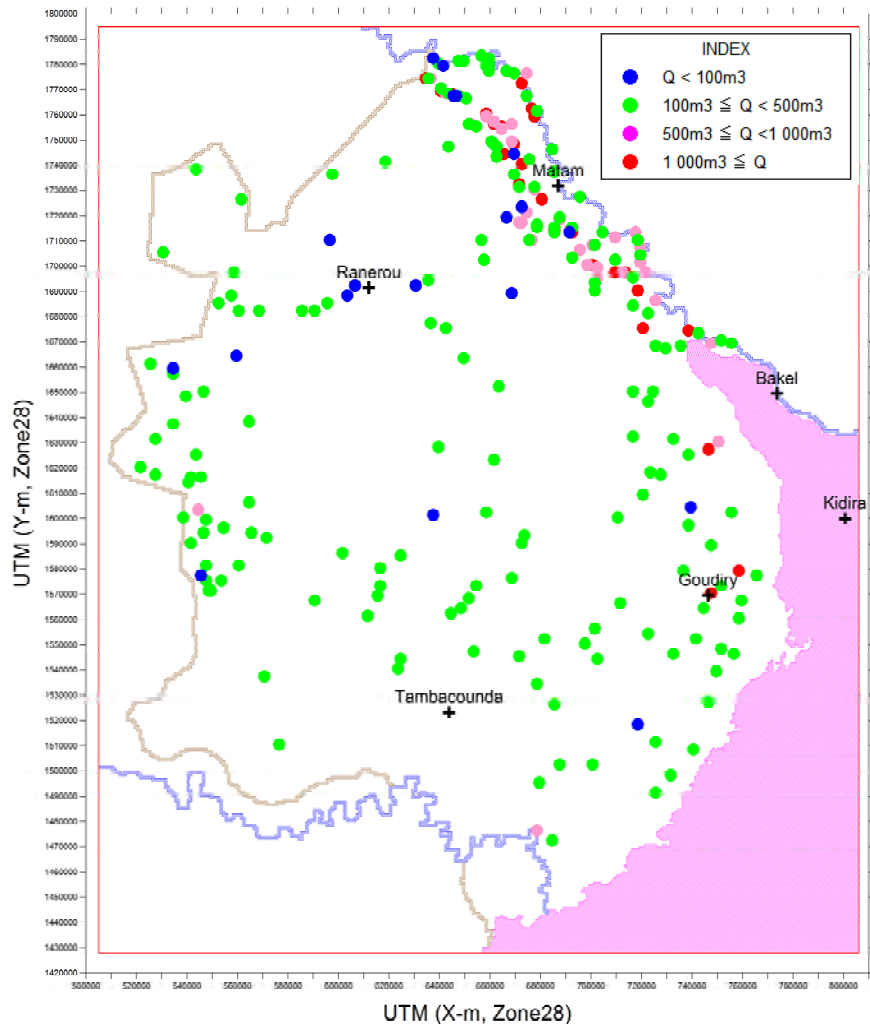 INDEX
Q < 100m3
100m3 ≦ Q < 500m3
500m3 ≦ Q <1 000m3
1 000m3 ≦ Q
1800000
1790000
1780000
1770000
1760000
1750000
1740000
1730000
1720000
1710000
1700000
1690000
1680000
1670000
1660000
1650000
1640000
1630000
1620000
1610000
1600000
1590000
1580000
1570000
1560000
1550000
1540000
1530000
1520000
1510000
1500000
1490000
1480000
1470000
1460000
1450000
1440000
1430000
1420000
UTM (Y-m, Zone28)
Matam
Ranerou
Bakel
Kidira
Goudiry
Tambacounda
500000 520000 540000 560000 580000 600000 620000 640000 660000 680000 700000 720000 740000 760000 780000 800000
UTM (X-m, Zone28)